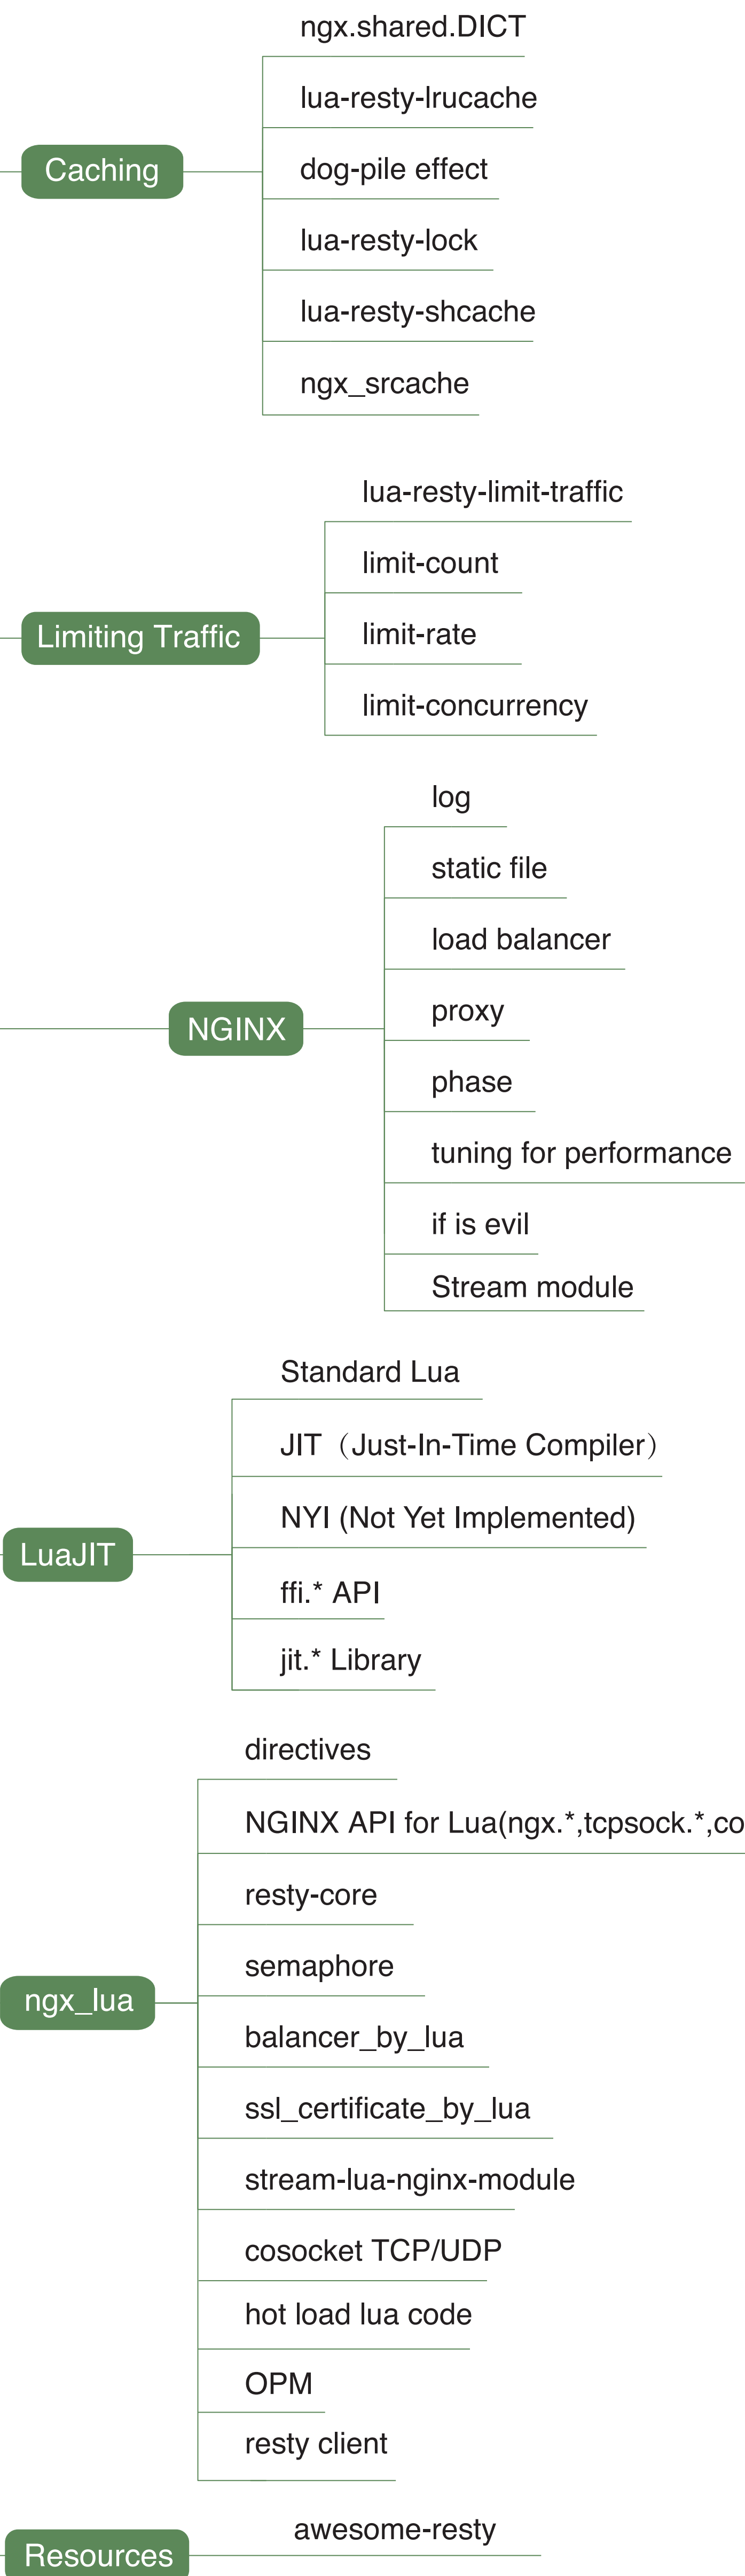 ngx.shared.DICT
lua-resty-lrucache
Caching
dog-pile effect
lua-resty-lock
lua-resty-shcache
ngx_srcache
lua-resty-limit-traffic
limit-count
Limiting Traffic
limit-rate
limit-concurrency
log
static file
load balancer
proxy
NGINX
phase
tuning for performance
if is evil
Stream module
Standard Lua
JIT（Just-In-Time Compiler）
NYI (Not Yet Implemented)
LuaJIT
ffi.* API
jit.* Library
directives
NGINX API for Lua(ngx.*,tcpsock.*,co
resty-core
semaphore
ngx_lua
balancer_by_lua
ssl_certificate_by_lua
stream-lua-nginx-module
cosocket TCP/UDP
hot load lua code
OPM
resty client
awesome-resty
Resources